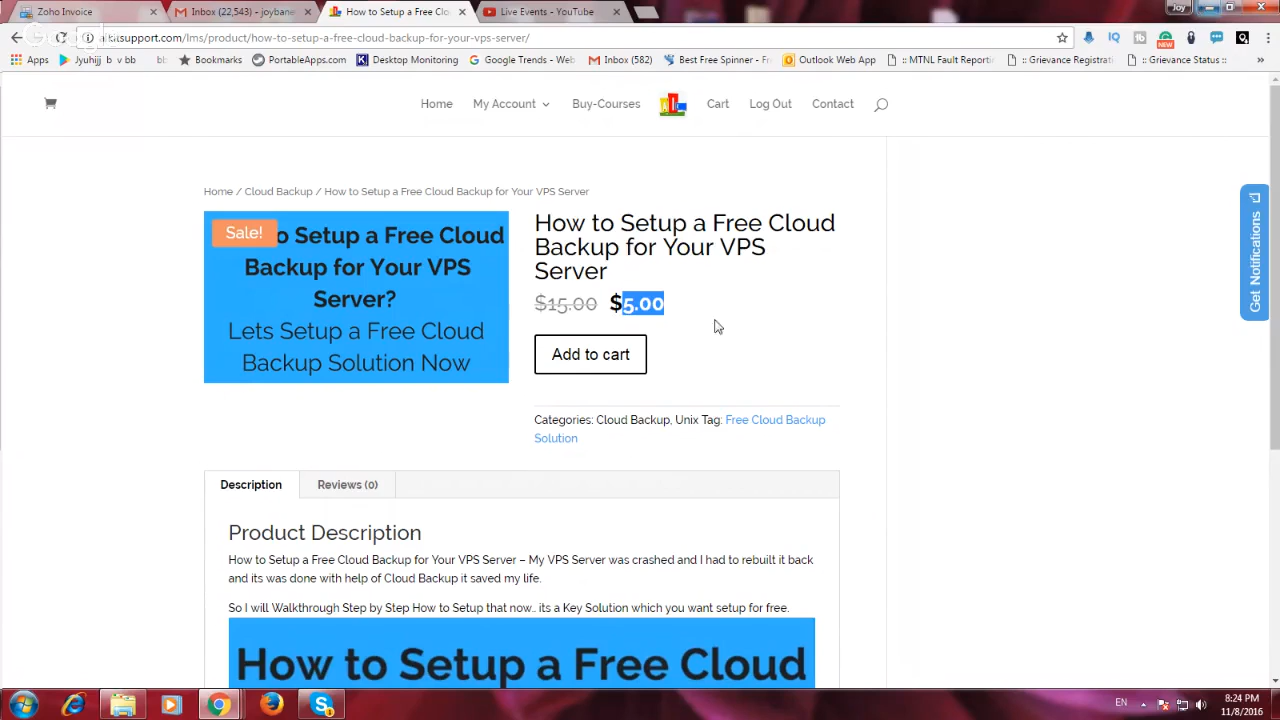 Zoho Invoice
Inbox (22,543) - joybane
How to Setup a Free Clo
Live Events - YouTube
Joy
itsupport.com/lms/product/how-to-setup-a-free-cloud-backup-for-your-vps-server/
Apps
Jyuhijj b v bb
bb
Bookmarks
PortableApps.com
Desktop Monitoring
Google Trends - Web
Inbox (582)
Best Free Spinner - Fr
Outlook Web App
:: MTNL Fault Reporti
:: Grievance Registrati
:: Grievance Status ::
»
IQ
NEW
Home
My Account
Buy-Courses
Cart
Log Out
Contact
Home / Cloud Backup / How to Setup a Free Cloud Backup for Your VPS Server
Sale!
o Setup a Free Cloud
Backup for Your VPS
Server?
Lets Setup a Free Cloud
Backup Solution Now
How to Setup a Free Cloud
Backup for Your VPS
Server
$15.00 $5.00
Add to cart
Categories: Cloud Backup, Unix Tag: Free Cloud Backup
Solution
Get Notifications
Description
Reviews (0)
Product Description
How to Setup a Free Cloud Backup for Your VPS Server – My VPS Server was crashed and I had to rebuilt it back
and its was done with help of Cloud Backup it saved my life.
So I will Walkthrough Step by Step How to Setup that now.. its a Key Solution which you want setup for free.
How to Setup a Free Cloud
EN
8:24 PM
11/8/2016